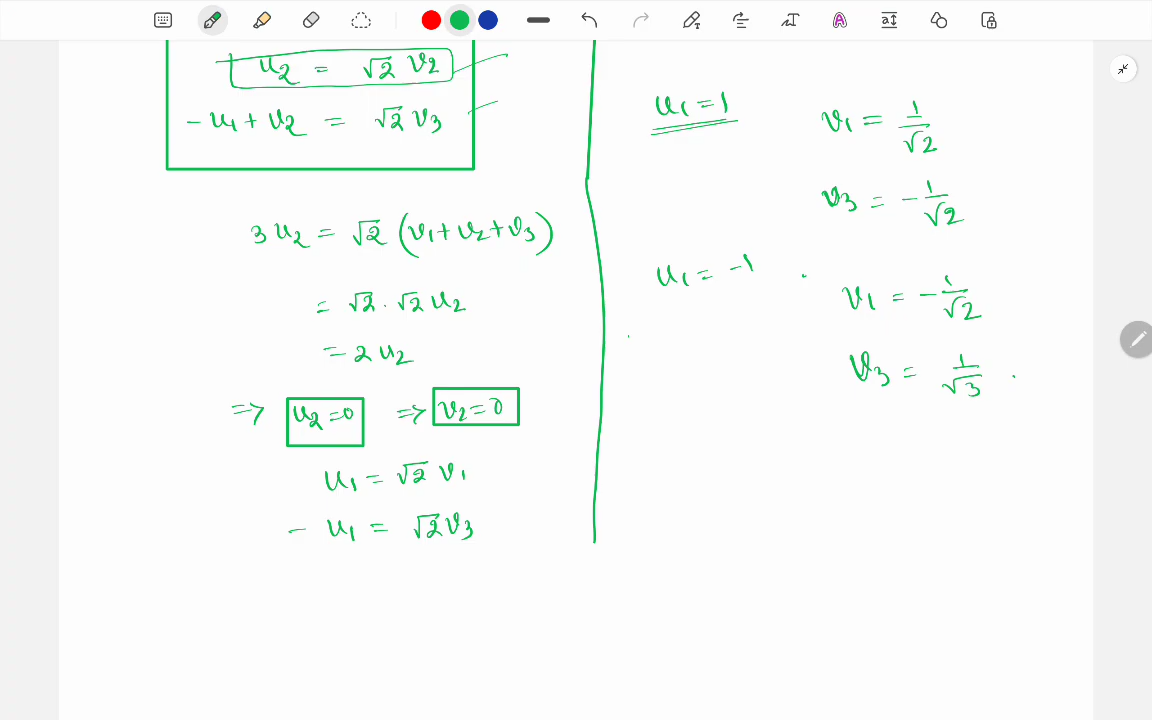 u₂ = √2 v₂
- u₁ + u₂ = √2 v₃
3 u₂ = √2 (v₁ + v₂ + v₃)
= √2 · √2 u₂
= 2 u₂
⇒ u₂ = 0 ⇒ v₂ = 0
u₁ = √2 v₁
- u₁ = √2 v₃
u₁ = 1
v₁ = 1/√2
v₃ = - 1/√2
u₁ = -1
v₁ = - 1/√2
v₃ = 1/√3 .